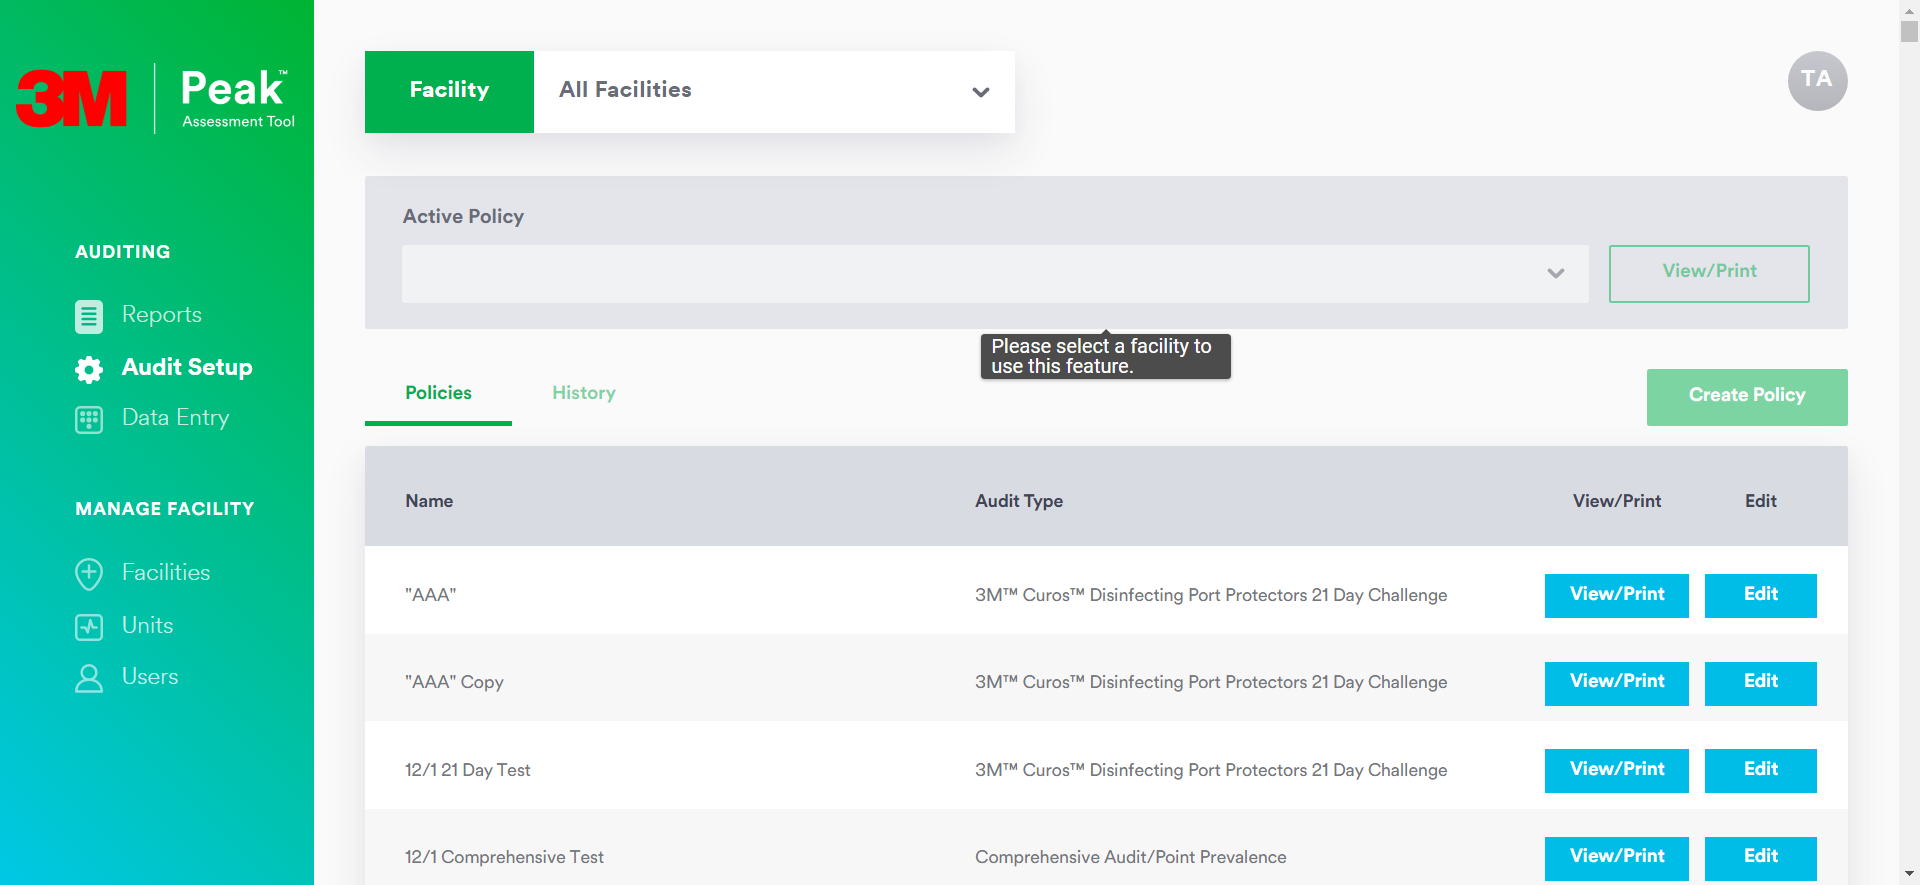 3M
Peak™
Assessment Tool
Facility
All Facilities
TA
Active Policy
View/Print
Please select a facility to
use this feature.
AUDITING
Reports
Audit Setup
Data Entry
MANAGE FACILITY
Facilities
Units
Users
Policies
History
Create Policy
Name
Audit Type
View/Print
Edit
"AAA"
3M™ Curos™ Disinfecting Port Protectors 21 Day Challenge
View/Print
Edit
"AAA" Copy
3M™ Curos™ Disinfecting Port Protectors 21 Day Challenge
View/Print
Edit
12/1 21 Day Test
3M™ Curos™ Disinfecting Port Protectors 21 Day Challenge
View/Print
Edit
12/1 Comprehensive Test
Comprehensive Audit/Point Prevalence
View/Print
Edit